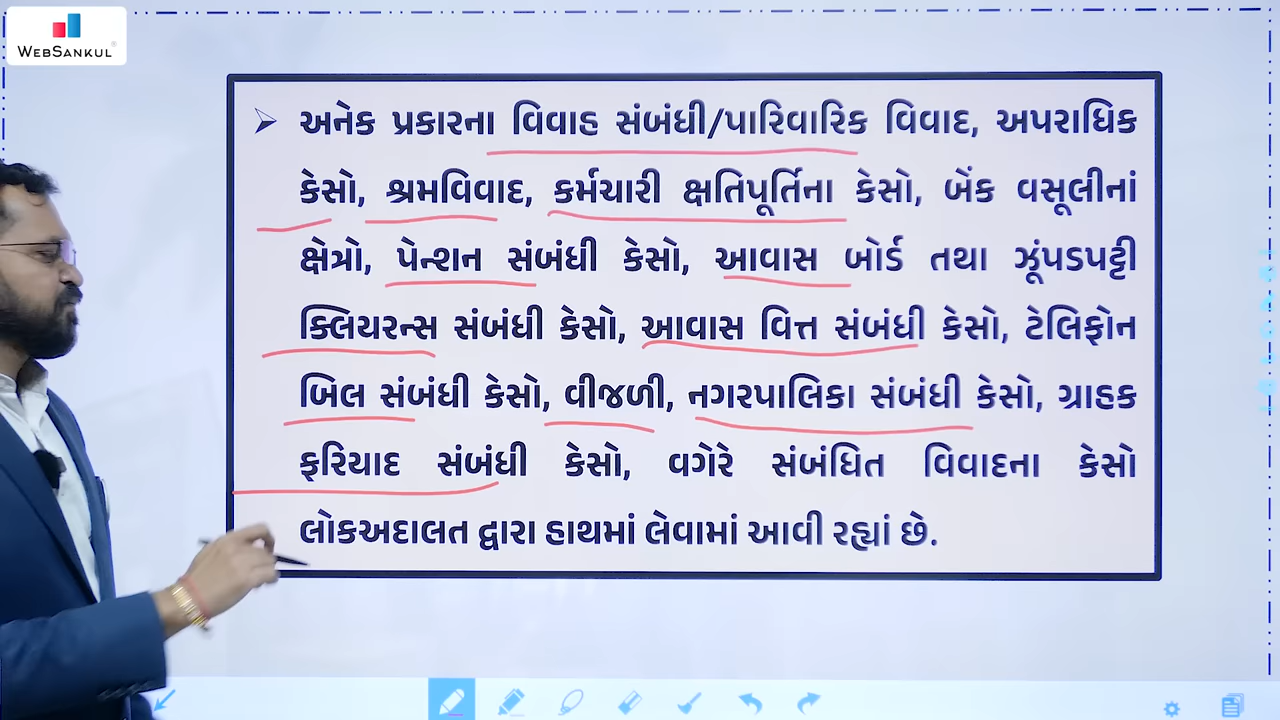 WEBSANKUL
➢ અનેક પ્રકારના વિવાહ સંબંધી/પારિવારિક વિવાદ, અપરાધિક
કેસો, શ્રમવિવાદ, કર્મચારી ક્ષતિપૂર્તિના કેસો, બેંક વસૂલીનાં
ક્ષેત્રો, પેન્શન સંબંધી કેસો, આવાસ બોર્ડ તથા ઝૂંપડપટ્ટી
ક્લિયરન્સ સંબંધી કેસો, આવાસ વિત્ત સંબંધી કેસો, ટેલિફોન
બિલ સંબંધી કેસો, વીજળી, નગરપાલિકા સંબંધી કેસો, ગ્રાહક
ફરિયાદ સંબંધી કેસો, વગેરે સંબંધિત વિવાદના કેસો
લોકઅદાલત દ્વારા હાથમાં લેવામાં આવી રહ્યાં છે.